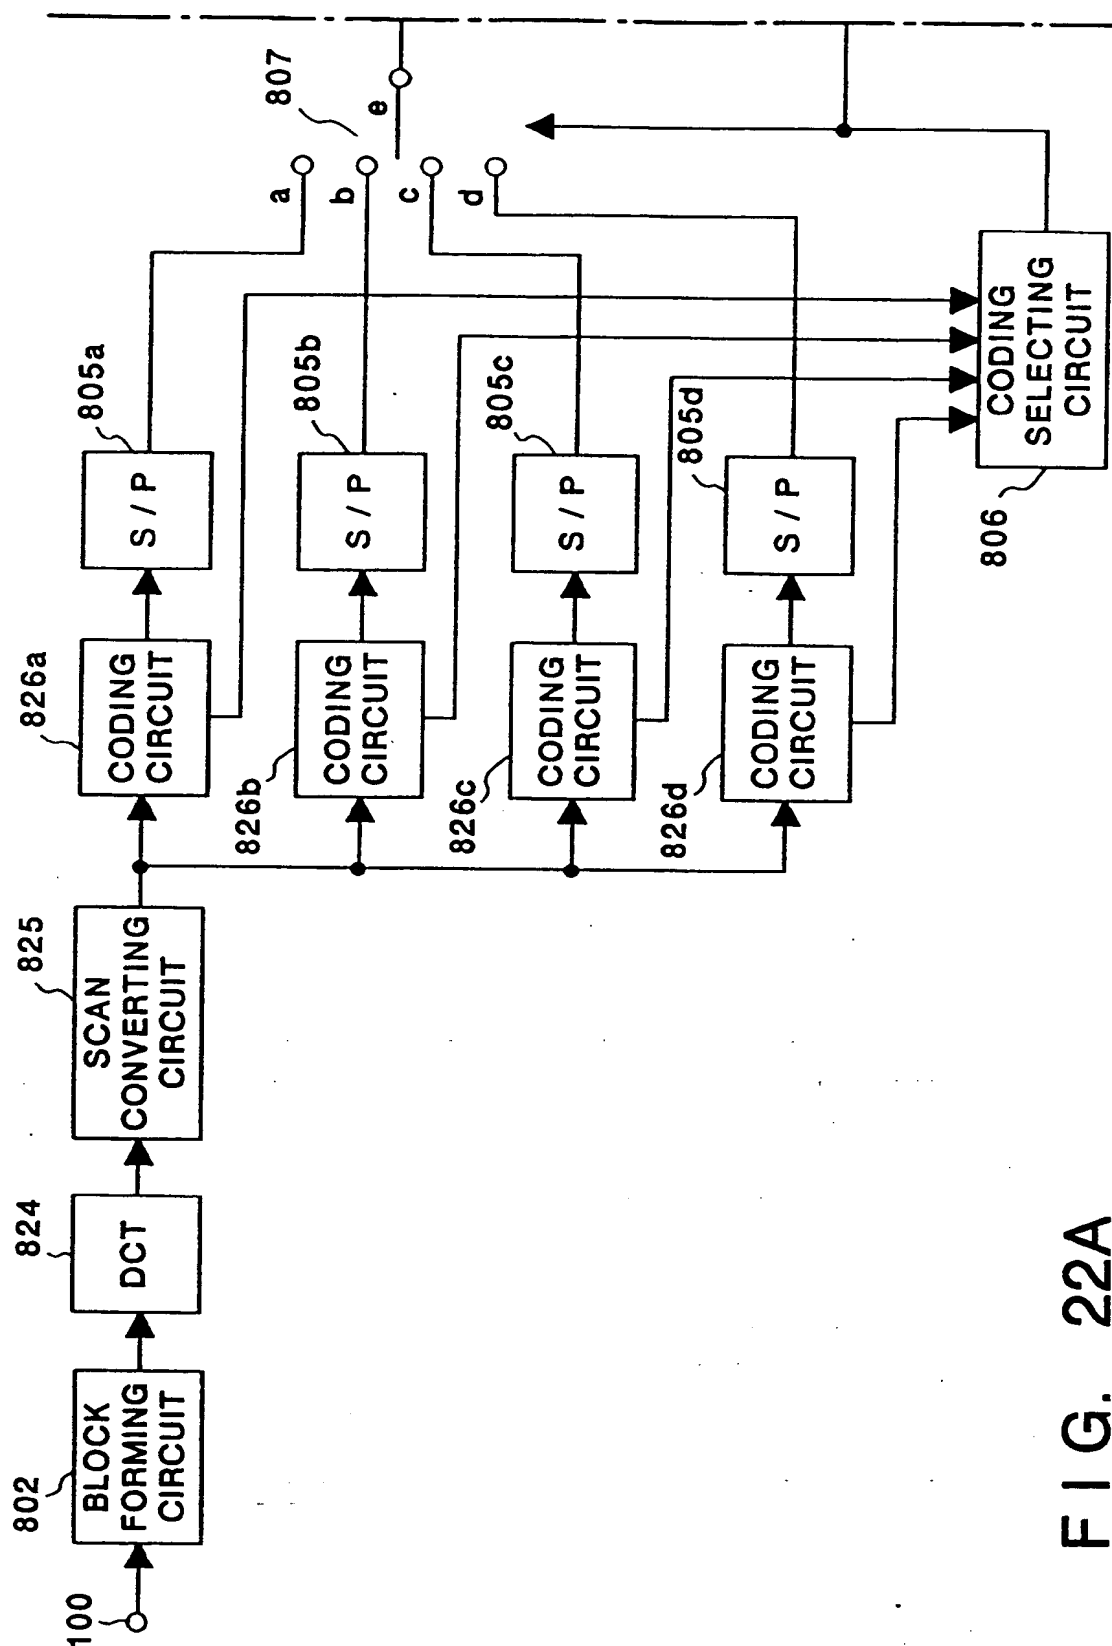 100
802
BLOCK
FORMING
CIRCUIT
824
DCT
825
SCAN
CONVERTING
CIRCUIT
826a
CODING
CIRCUIT
805a
S / P
826b
CODING
CIRCUIT
805b
S / P
826c
CODING
CIRCUIT
805c
S / P
826d
CODING
CIRCUIT
805d
S / P
a
b
c
d
e
807
806
CODING
SELECTING
CIRCUIT
F I G. 22A